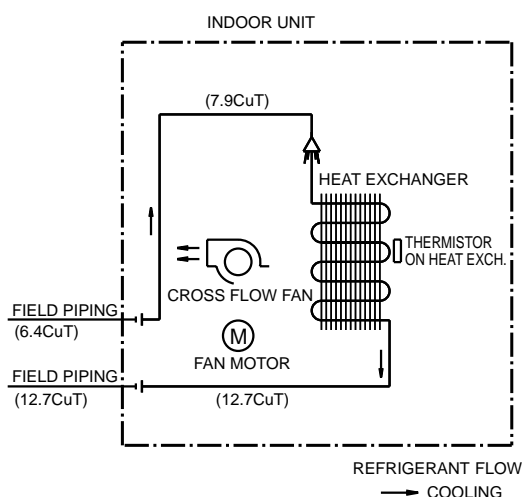 INDOOR UNIT
(7.9CuT)
HEAT EXCHANGER
THERMISTOR
ON HEAT EXCH.
CROSS FLOW FAN
FIELD PIPING
(6.4CuT)
M
FAN MOTOR
FIELD PIPING
(12.7CuT)
(12.7CuT)
REFRIGERANT FLOW
COOLING